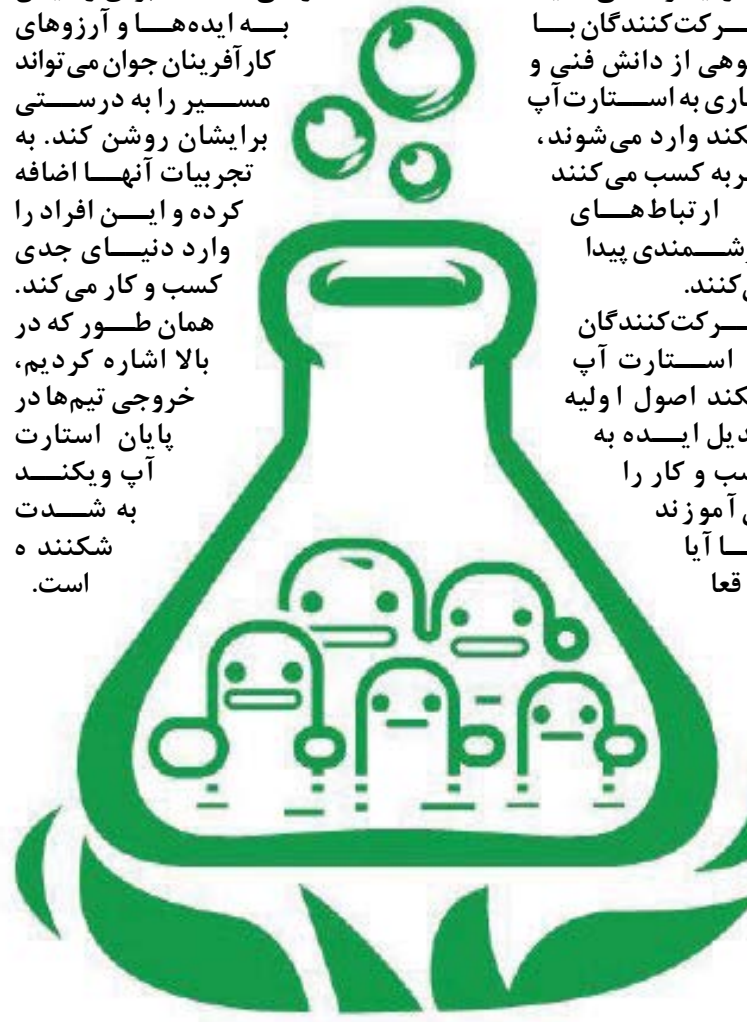 رکت‌کنندگان با
وهی از دانش فنی و
اری به استارت‌آپ
کند وارد می‌شوند،
ربه کسب می‌کنند
ارتباط‌های
شمندی پیدا
کنند.
رکت‌کنندگان
استارت آپ
کند اصول اولیه
دیل ایده به
سب و کار را
آموزند
ا آیا
قعا
به ایده‌ها و آرزوهای
کارآفرینان جوان می‌تواند
مسیر را به درستی
برایشان روشن کند. به
تجربیات آنها اضافه
کرده و این افراد را
وارد دنیای جدی
کسب و کار می‌کند.
همان طور که در
بالا اشاره کردیم،
خروجی تیم‌ها در
پایان استارت
آپ ویکند
به شدت
شکننده
است.